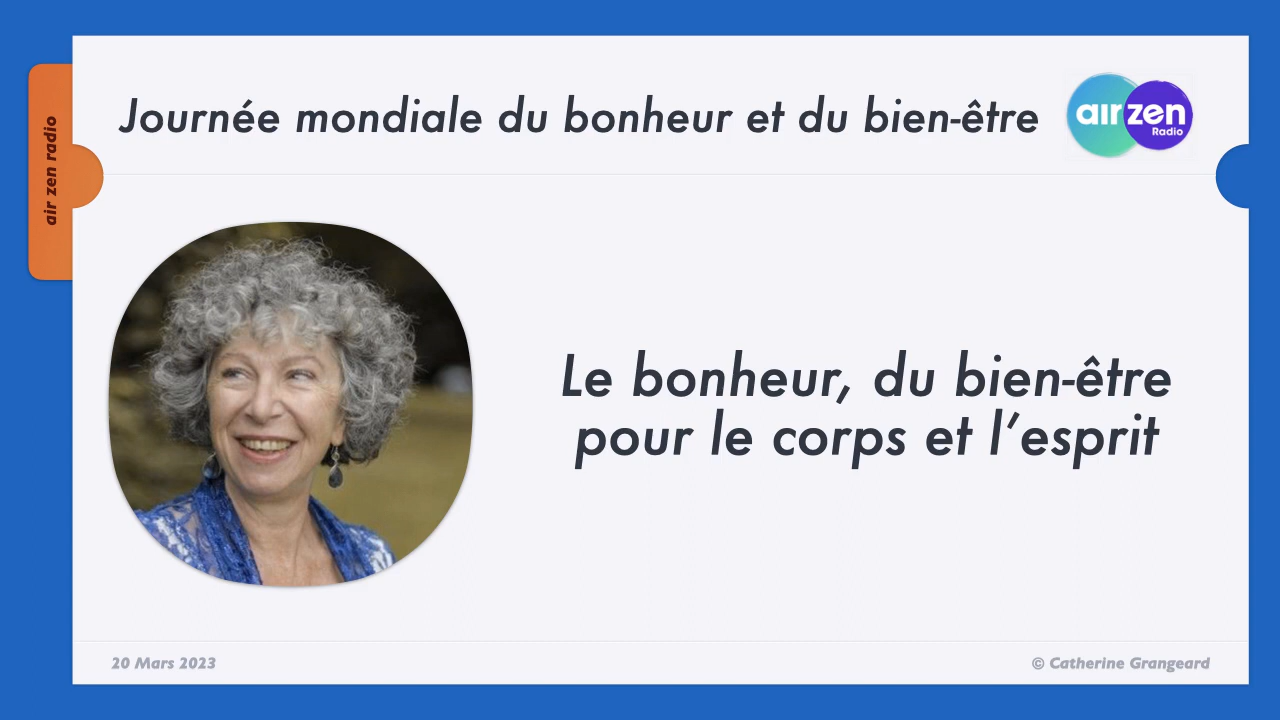 air zen radio
Journée mondiale du bonheur et du bien-être
air zen
Radio
Le bonheur, du bien-être
pour le corps et l’esprit
20 Mars 2023
© Catherine Grangeard